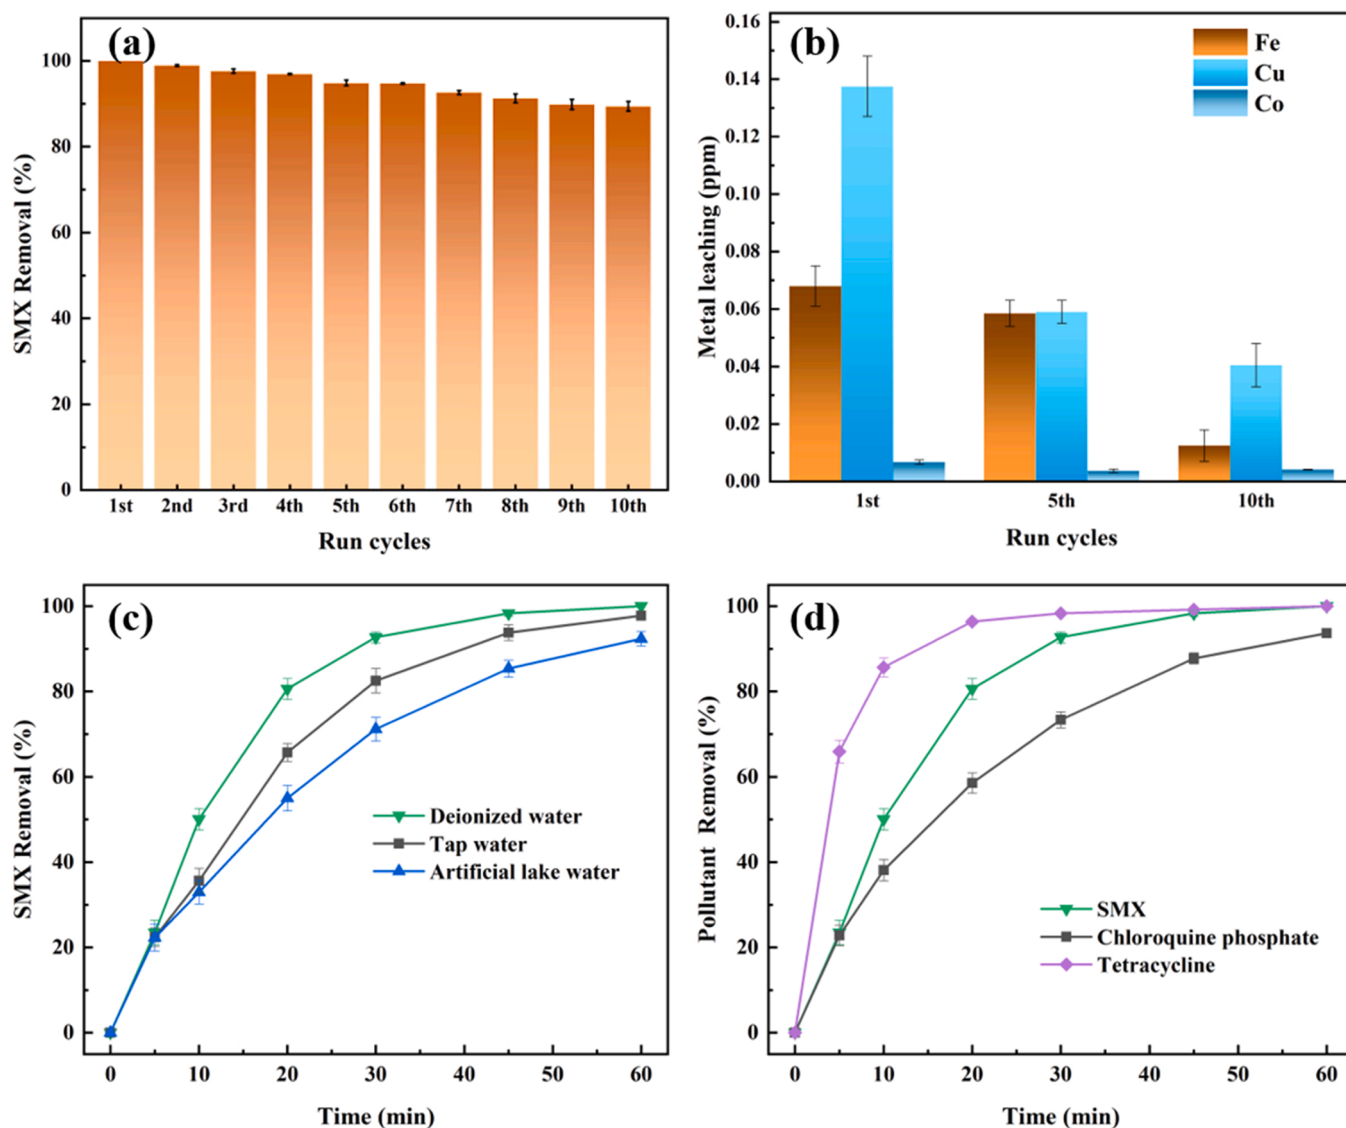 (a)
SMX Removal (%)
100
80
60
40
20
0
1st 2nd 3rd 4th 5th 6th 7th 8th 9th 10th
Run cycles
(b)
Fe
Cu
Co
Metal leaching (ppm)
0.16
0.14
0.12
0.10
0.08
0.06
0.04
0.02
0.00
1st 5th 10th
Run cycles
(c)
SMX Removal (%)
100
80
60
40
20
0
Deionized water
Tap water
Artificial lake water
0 10 20 30 40 50 60
Time (min)
(d)
Pollutant Removal (%)
100
80
60
40
20
0
SMX
Chloroquine phosphate
Tetracycline
0 10 20 30 40 50 60
Time (min)